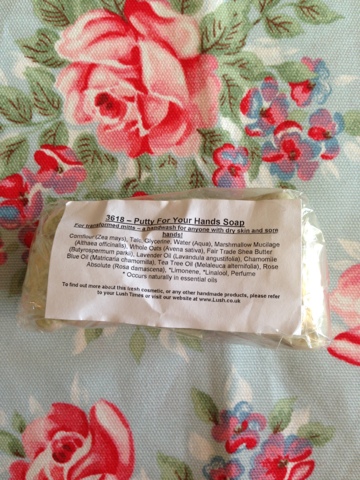 3618 – Putty For Your Hands Soap
For transformed mitts – a handwash for anyone with dry skin and sore
hands!
Cornflour (Zea mays), Talc, Glycerine, Water (Aqua), Marshmallow Mucilage
(Althaea officinalis), Whole Oats (Avena sativa), Fair Trade Shea Butter
(Butyrospermum parkii), Lavender Oil (Lavandula angustifolia), Chamomile
Blue Oil (Matricaria chamomilla), Tea Tree Oil (Melaleuca alternifolia), Rose
Absolute (Rosa damascena), *Limonene, *Linalool, Perfume
* Occurs naturally in essential oils
To find out more about this fresh cosmetic, or any other handmade products, please refer
to your Lush Times or visit our website at www.Lush.co.uk